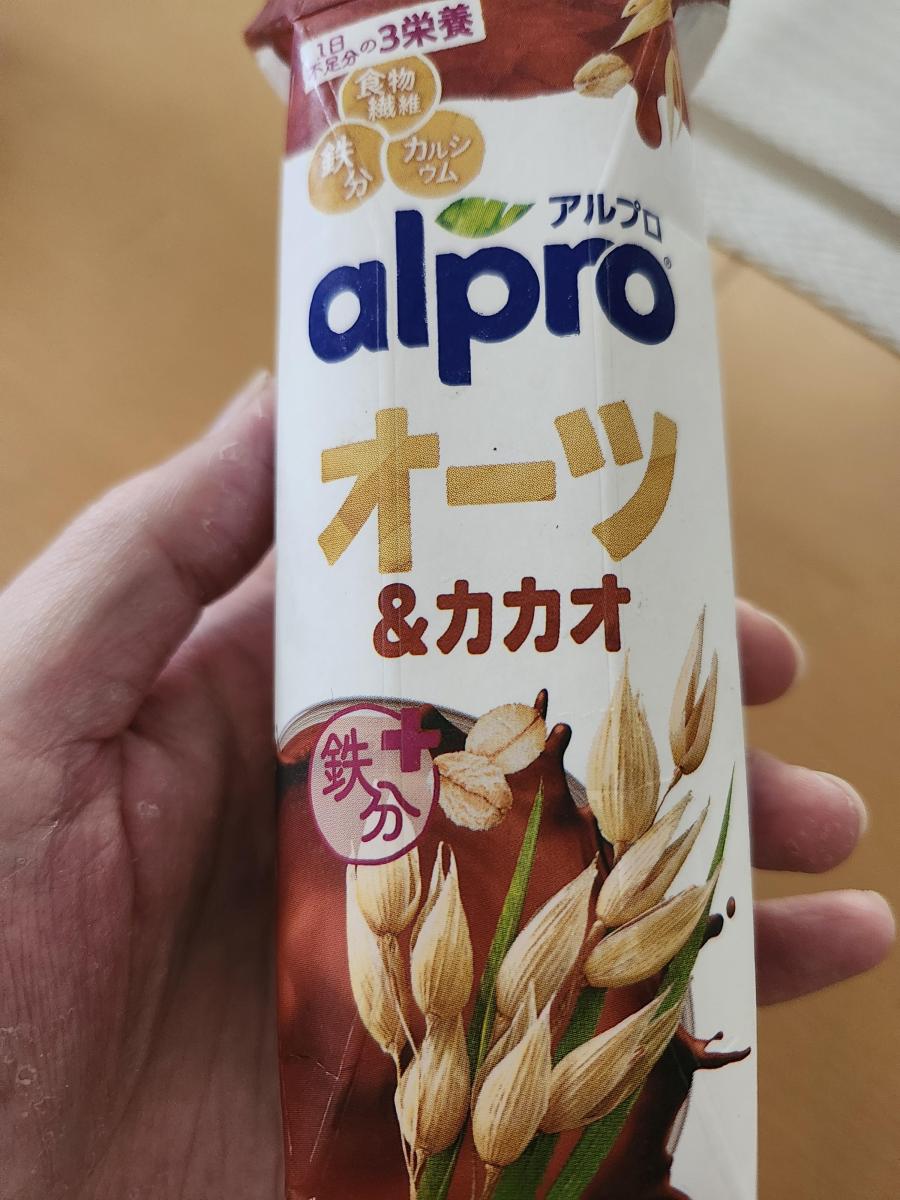 1日
不足分の3栄養
食物
繊維
鉄
分
カルシ
ウム
アルプロ
alpro®
オーツ
&カカオ
鉄+
分